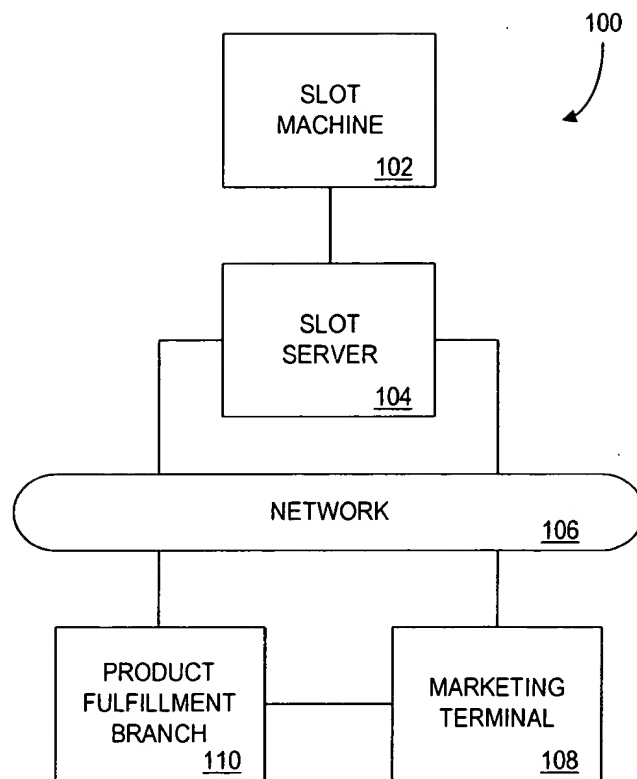 100
SLOT
MACHINE
102
SLOT
SERVER
104
NETWORK
106
PRODUCT
FULFILLMENT
BRANCH
110
MARKETING
TERMINAL
108